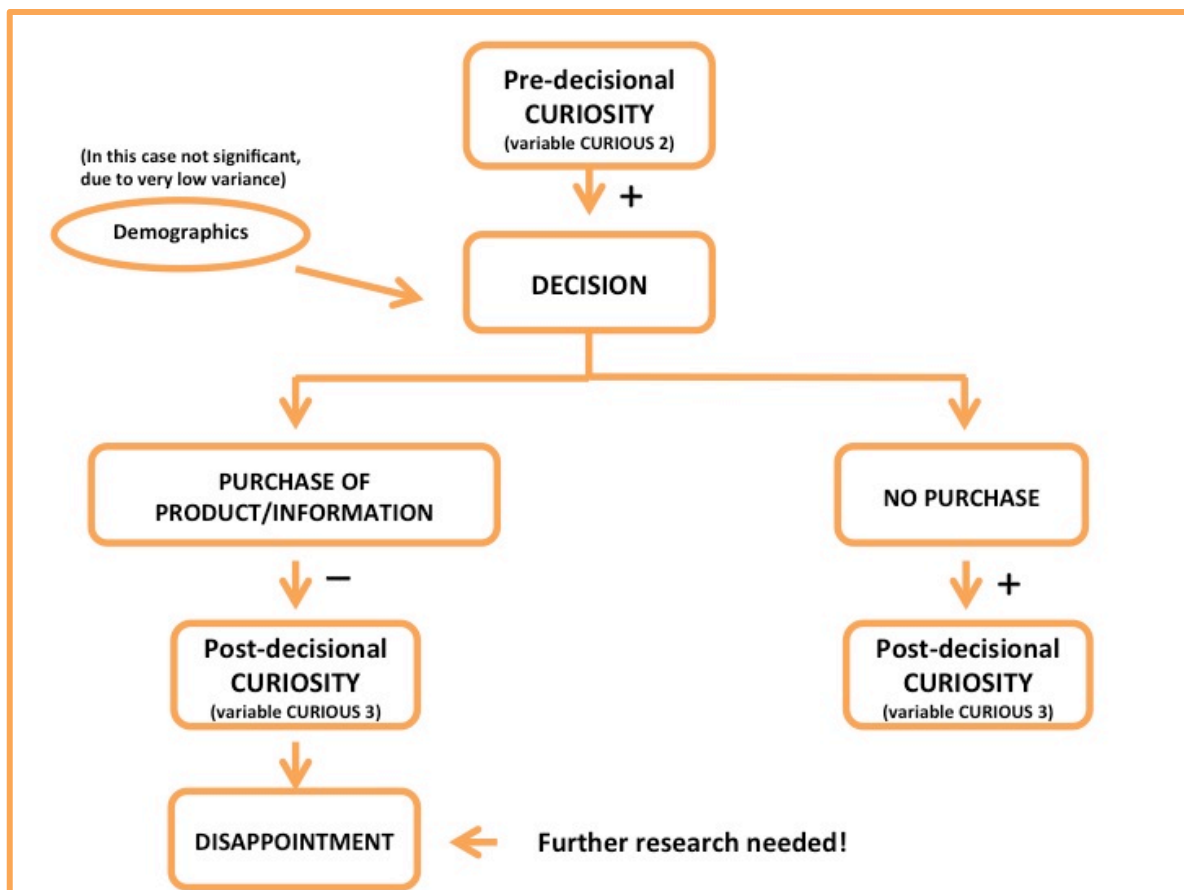 Pre-decisional
CURIOSITY
(variable CURIOUS 2)
(In this case not significant,
due to very low variance)
+
Demographics
DECISION
PURCHASE OF
PRODUCT/INFORMATION
NO PURCHASE
–
+
Post-decisional
CURIOSITY
(variable CURIOUS 3)
Post-decisional
CURIOSITY
(variable CURIOUS 3)
DISAPPOINTMENT
Further research needed!